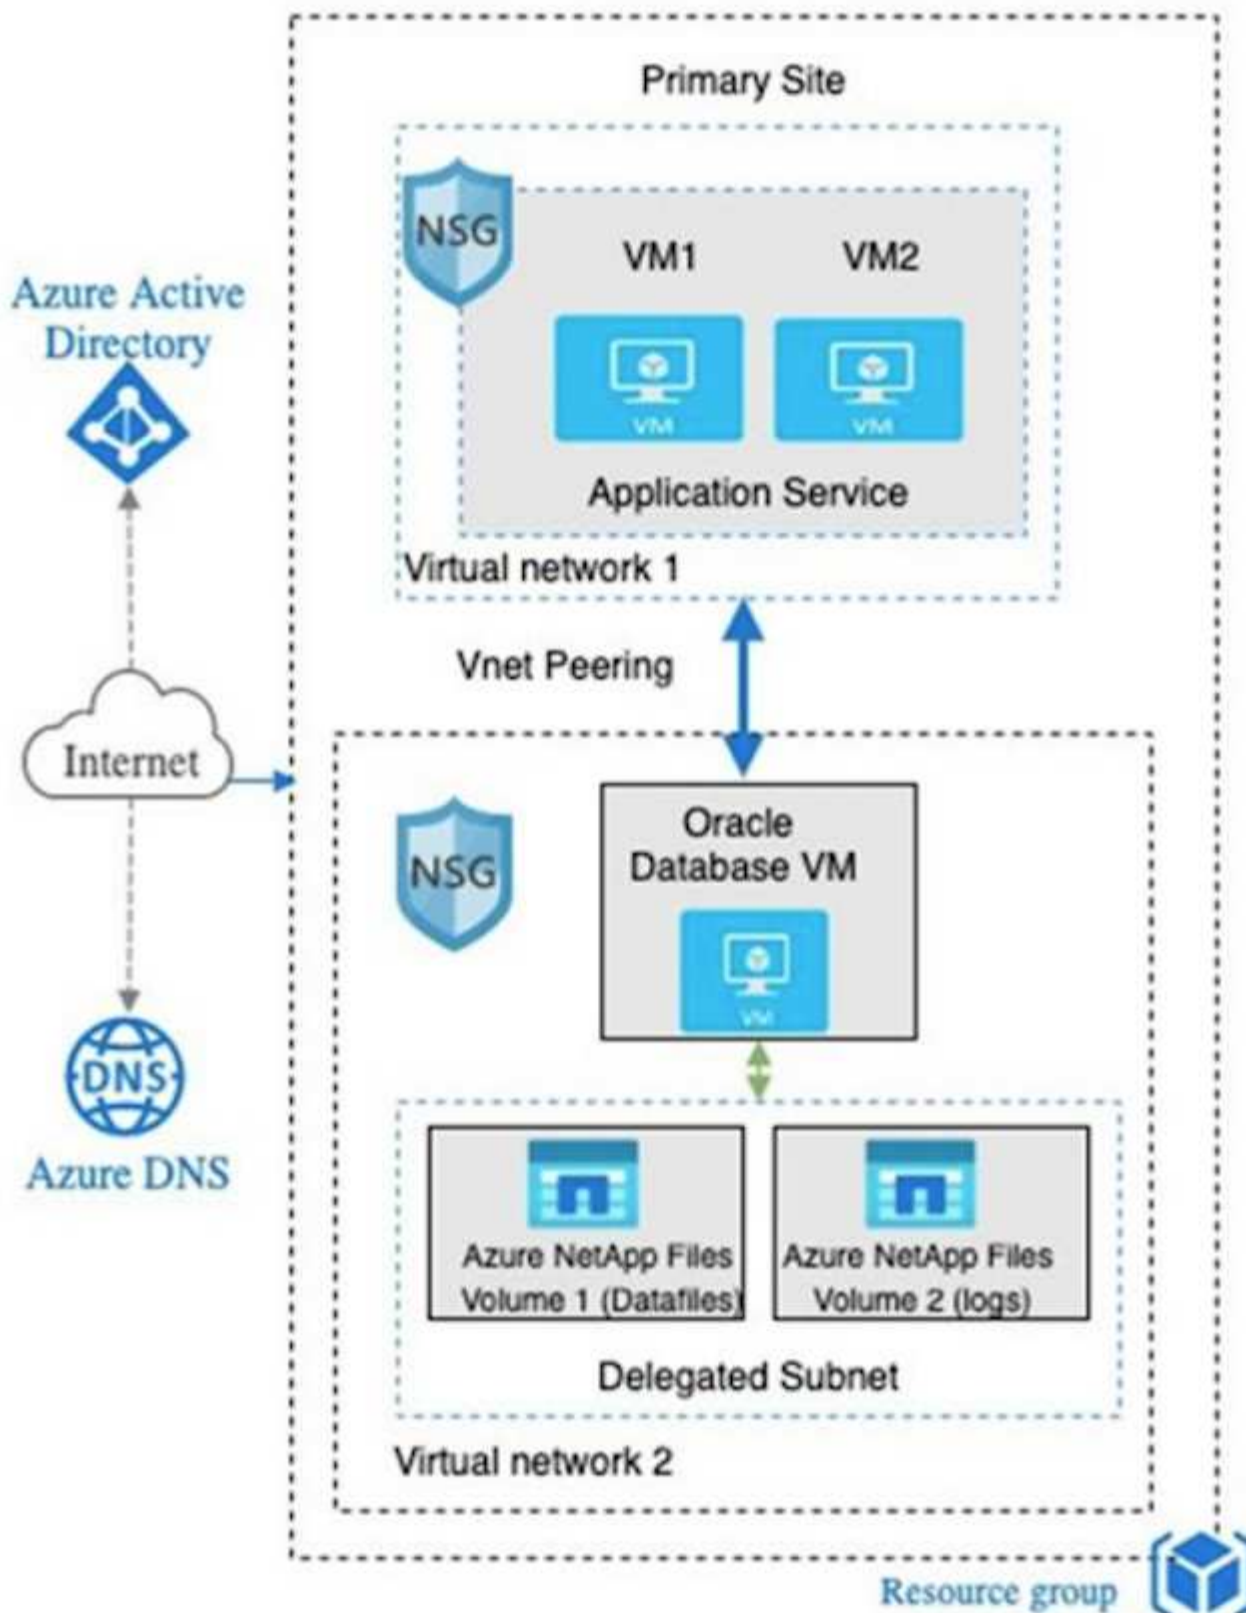 Primary Site
NSG
VM1
VM2
VM
VM
Application Service
Virtual network 1
Azure Active
Directory
Vnet Peering
Internet
NSG
Oracle
Database VM
VM
DNS
Azure DNS
Azure NetApp Files
Volume 1 (Datafiles)
Azure NetApp Files
Volume 2 (logs)
Delegated Subnet
Virtual network 2
Resource group